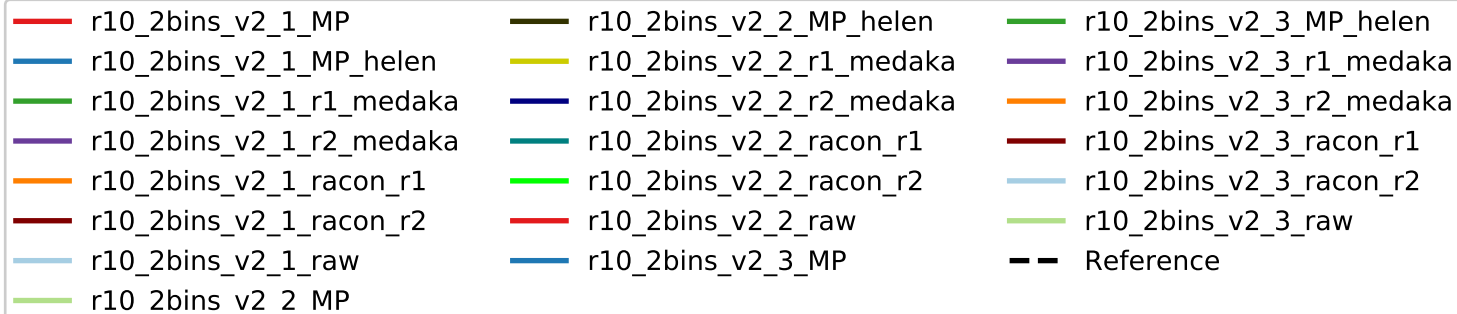 r10_2bins_v2_1_MP
r10_2bins_v2_1_MP_helen
r10_2bins_v2_1_r1_medaka
r10_2bins_v2_1_r2_medaka
r10_2bins_v2_1_racon_r1
r10_2bins_v2_1_racon_r2
r10_2bins_v2_1_raw
r10_2bins_v2_2_MP
r10_2bins_v2_2_MP_helen
r10_2bins_v2_2_r1_medaka
r10_2bins_v2_2_r2_medaka
r10_2bins_v2_2_racon_r1
r10_2bins_v2_2_racon_r2
r10_2bins_v2_2_raw
r10_2bins_v2_3_MP
r10_2bins_v2_3_MP_helen
r10_2bins_v2_3_r1_medaka
r10_2bins_v2_3_r2_medaka
r10_2bins_v2_3_racon_r1
r10_2bins_v2_3_racon_r2
r10_2bins_v2_3_raw
Reference